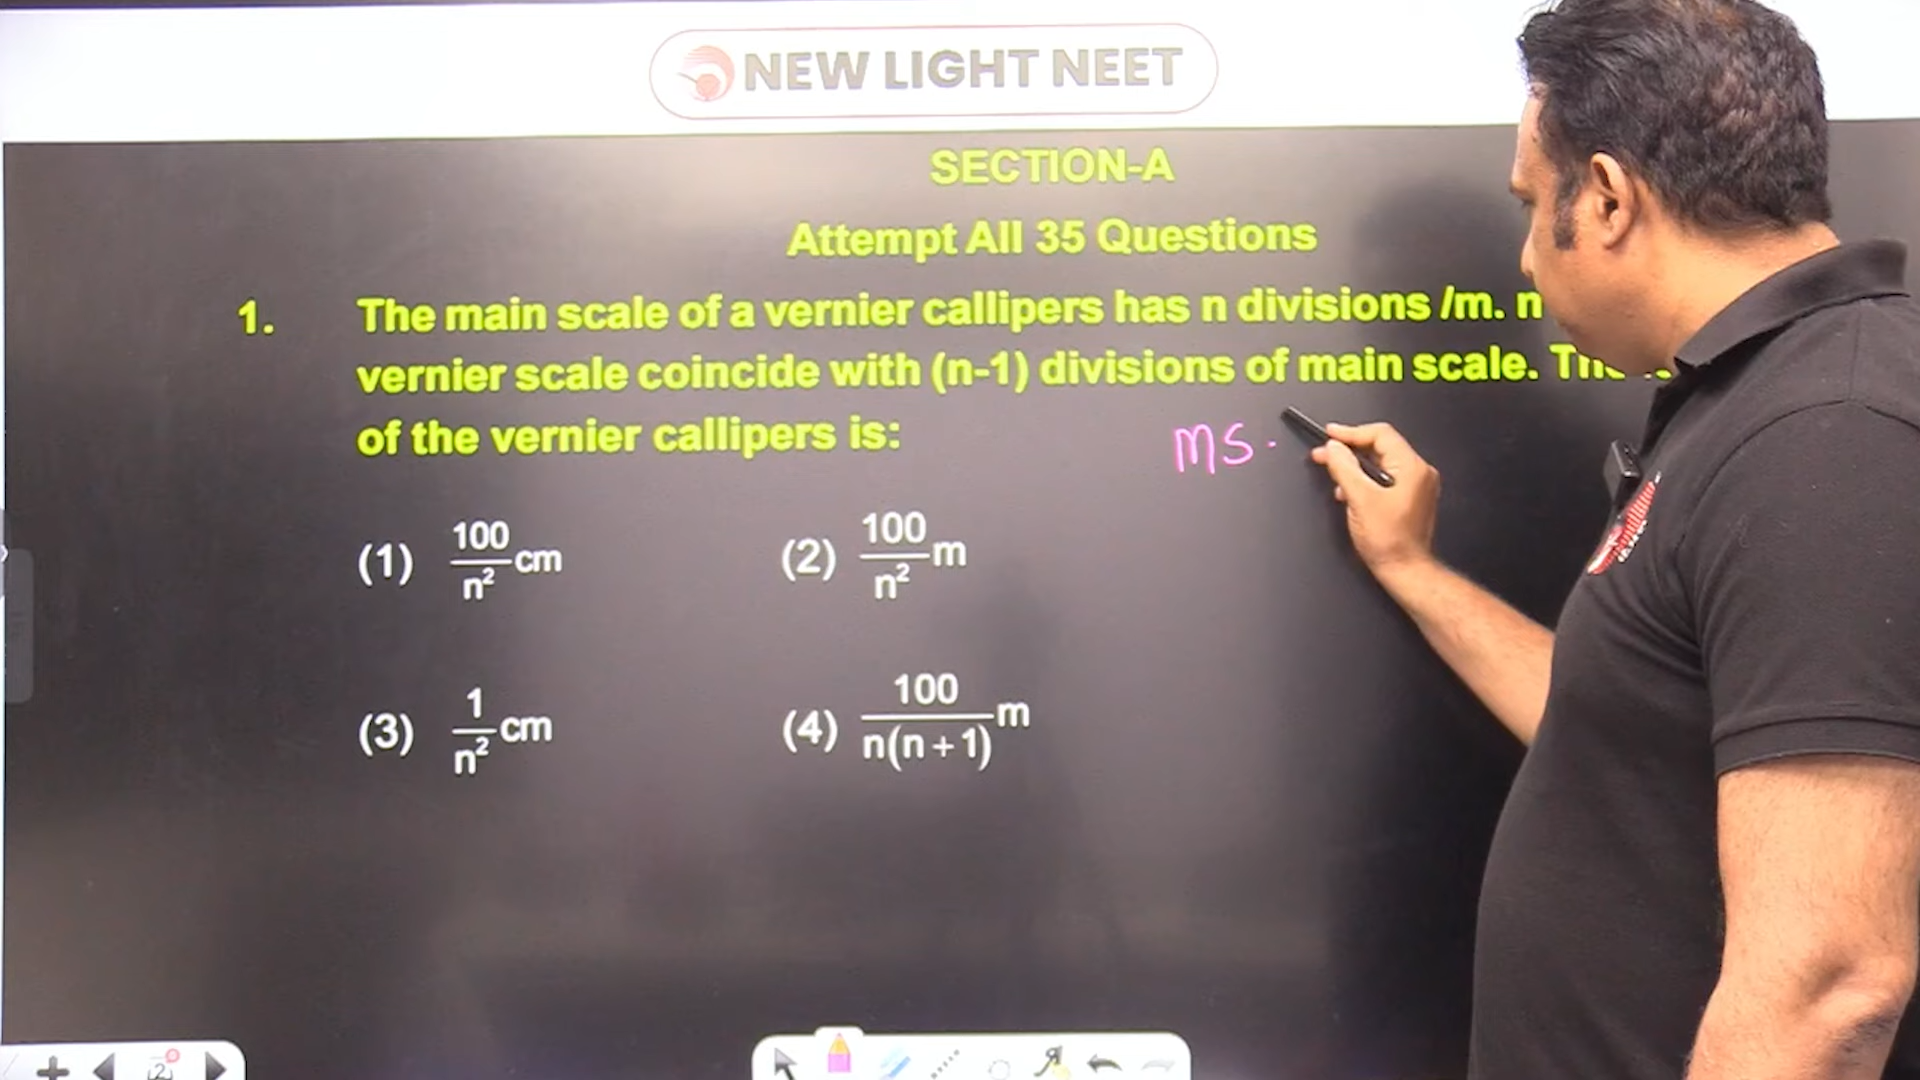 NEW LIGHT NEET
SECTION-A
Attempt All 35 Questions
1. The main scale of a vernier callipers has n divisions /m. n
vernier scale coincide with (n-1) divisions of main scale.
of the vernier callipers is:
MS.
(1) 100/n² cm (2) 100/n² m
(3) 1/n² cm (4) 100/n(n+1) m
2